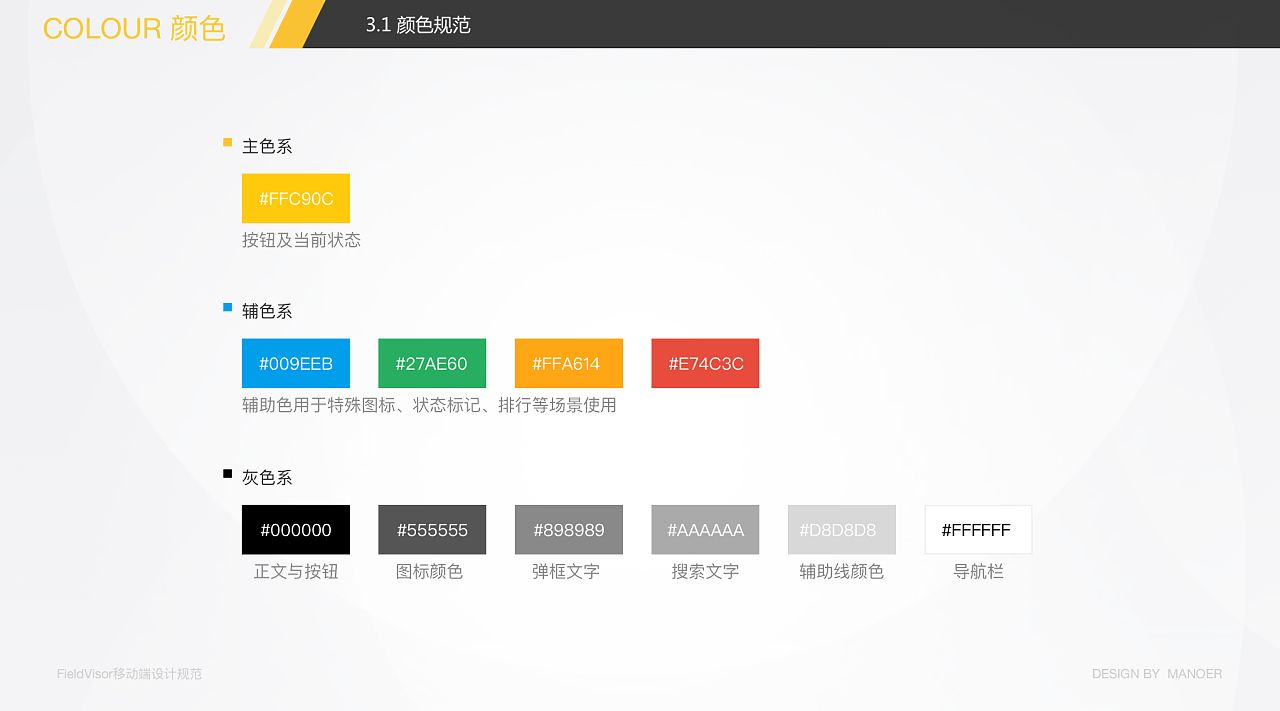 COLOUR 颜色
3.1 颜色规范
主色系
#FFC90C
按钮及当前状态
辅色系
#009EEB #27AE60 #FFA614 #E74C3C
辅助色用于特殊图标、状态标记、排行等场景使用
灰色系
#000000 #555555 #898989 #AAAAAA #D8D8D8 #FFFFFF
正文与按钮 图标颜色 弹框文字 搜索文字 辅助线颜色 导航栏
FieldVisor移动端设计规范
DESIGN BY MANOER